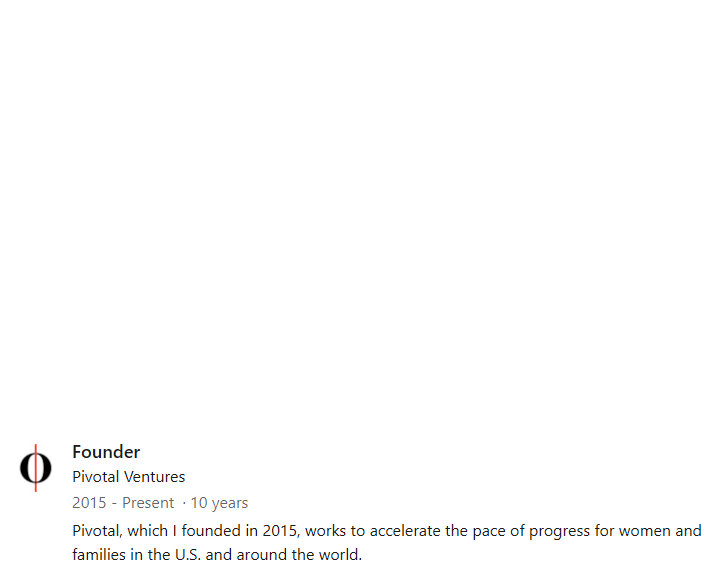 Founder
Pivotal Ventures
2015 - Present · 10 years
Pivotal, which I founded in 2015, works to accelerate the pace of progress for women and
families in the U.S. and around the world.